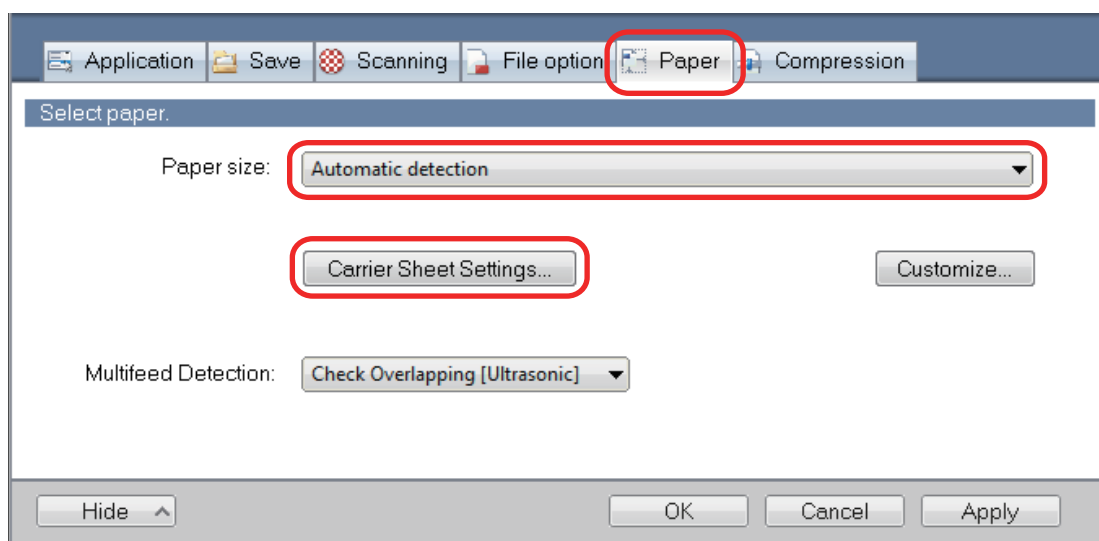 Application Save Scanning File option Paper Compression
Select paper.
Paper size: Automatic detection
Carrier Sheet Settings... Customize...
Multifeed Detection: Check Overlapping [Ultrasonic]
Hide OK Cancel Apply